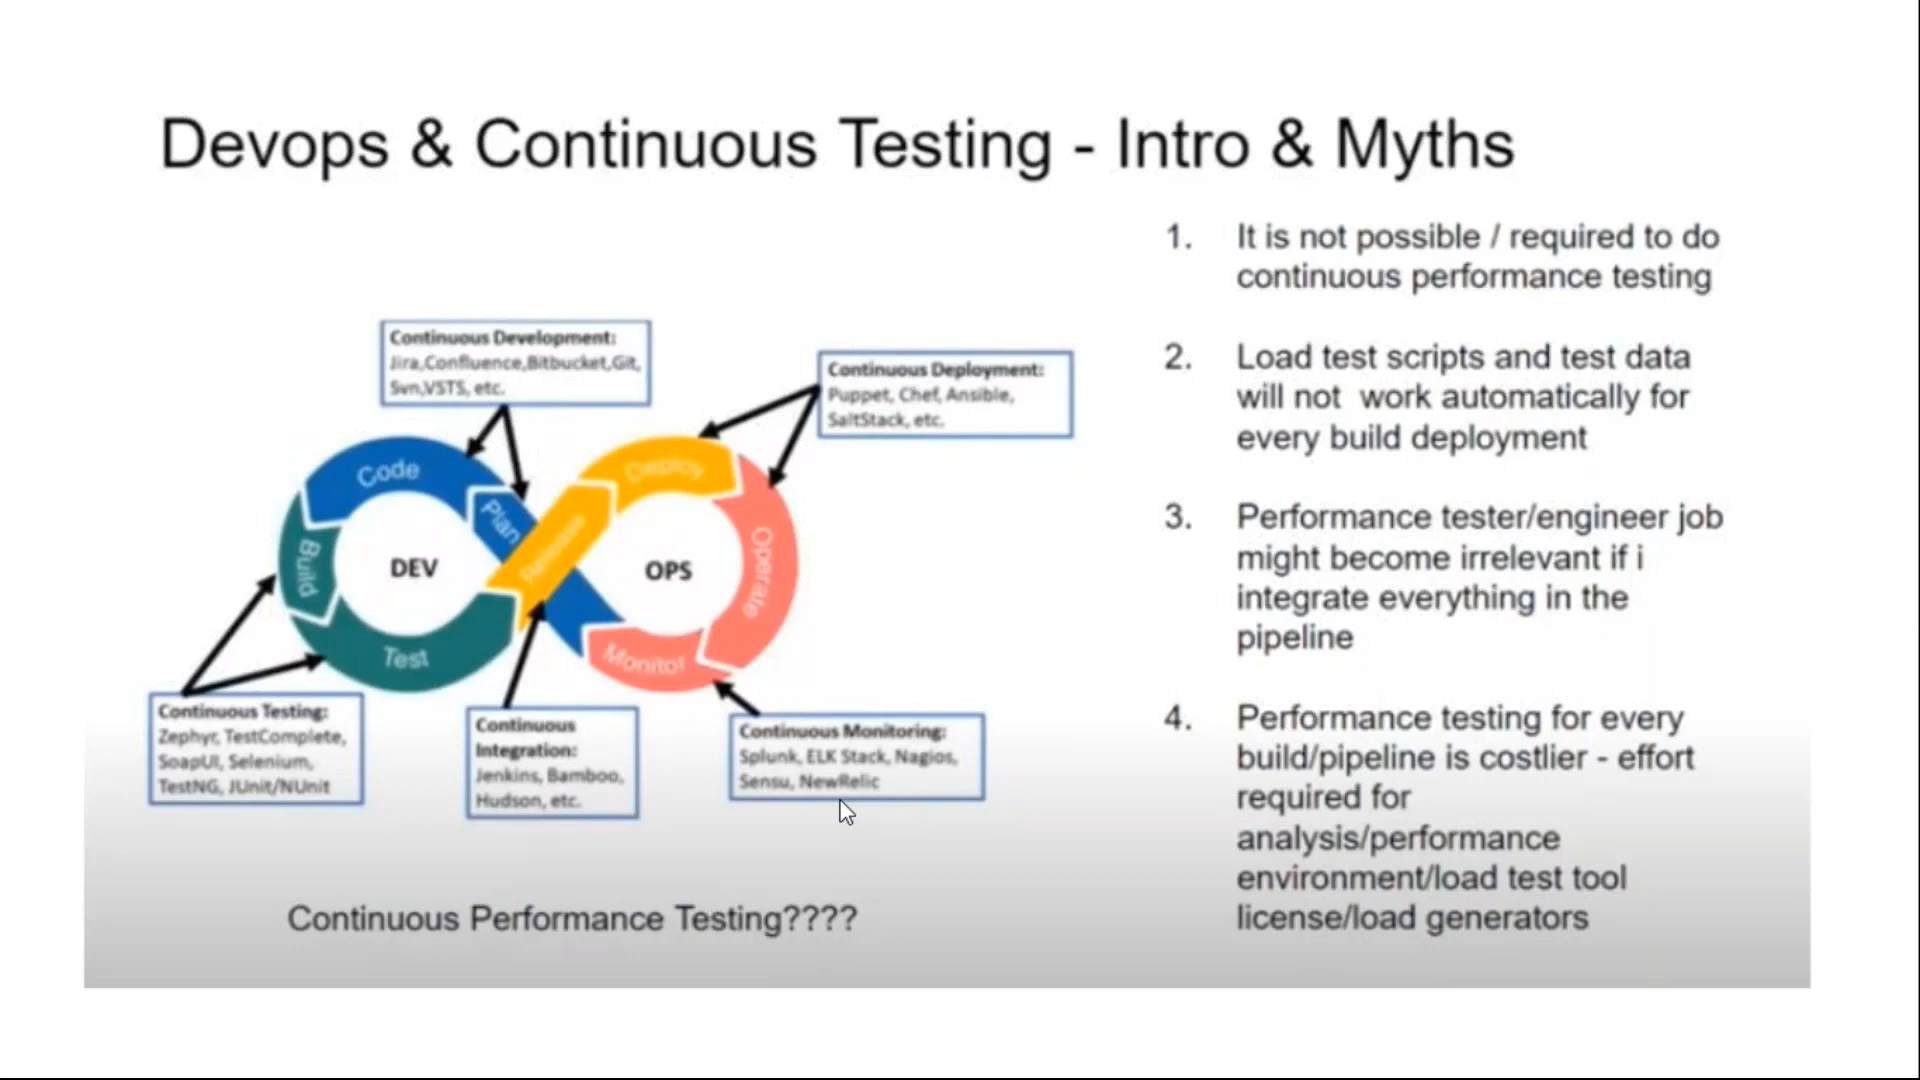 Devops & Continuous Testing - Intro & Myths
Continuous Development:
Jira,Confluence,Bitbucket,Git,
Svn,VSTS, etc.
Continuous Deployment:
Puppet, Chef, Ansible,
SaltStack, etc.
Code
Plan
Build
Test
DEV
Release
Deploy
Operate
Monitor
OPS
Continuous Testing:
Zephyr, TestComplete,
SoapUI, Selenium,
TestNG, JUnit/NUnit
Continuous
Integration:
Jenkins, Bamboo,
Hudson, etc.
Continuous Monitoring:
Splunk, ELK Stack, Nagios,
Sensu, NewRelic
Continuous Performance Testing????
1. It is not possible / required to do
continuous performance testing
2. Load test scripts and test data
will not work automatically for
every build deployment
3. Performance tester/engineer job
might become irrelevant if i
integrate everything in the
pipeline
4. Performance testing for every
build/pipeline is costlier - effort
required for
analysis/performance
environment/load test tool
license/load generators